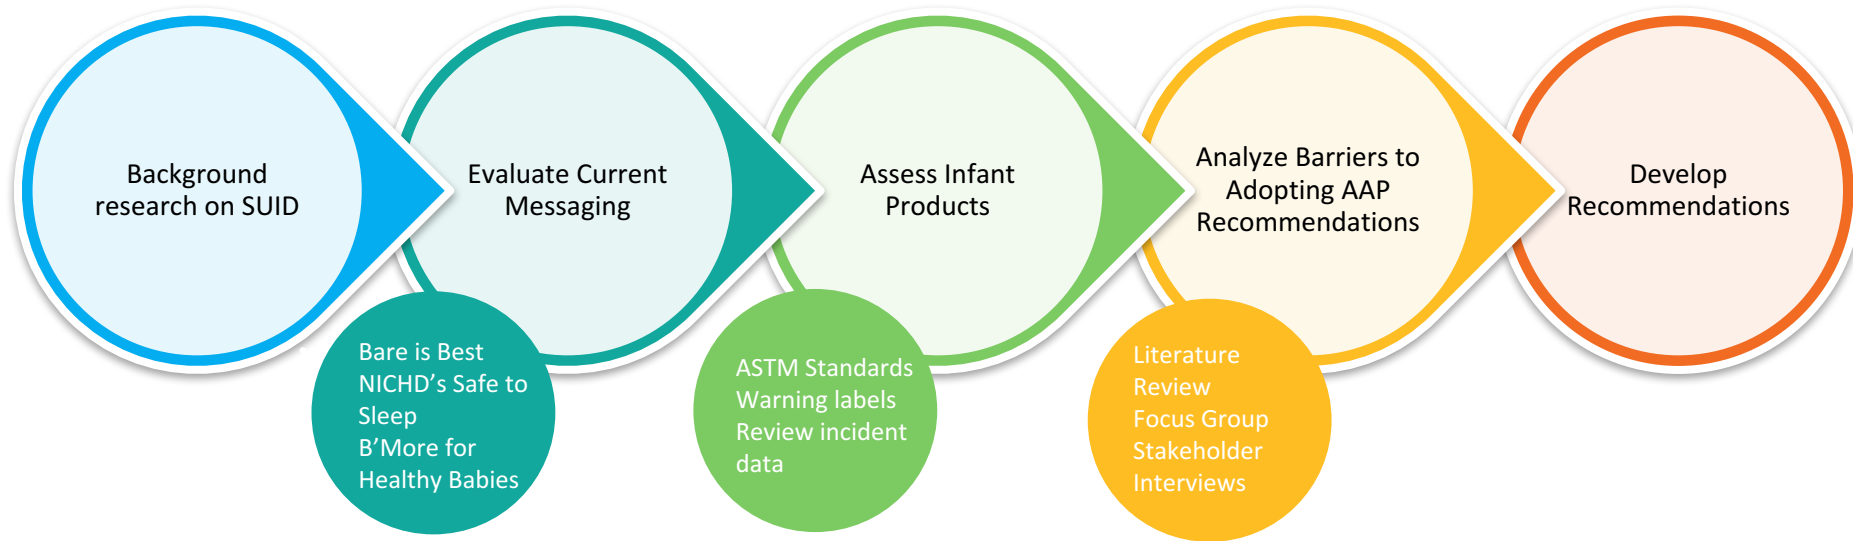 Background
research on SUID
Evaluate Current
Messaging
Assess Infant
Products
Analyze Barriers to
Adopting AAP
Recommendations
Develop
Recommendations
Bare is Best
NICHD’s Safe to
Sleep
B’More for
Healthy Babies
ASTM Standards
Warning labels
Review incident
data
Literature
Review
Focus Group
Stakeholder
Interviews